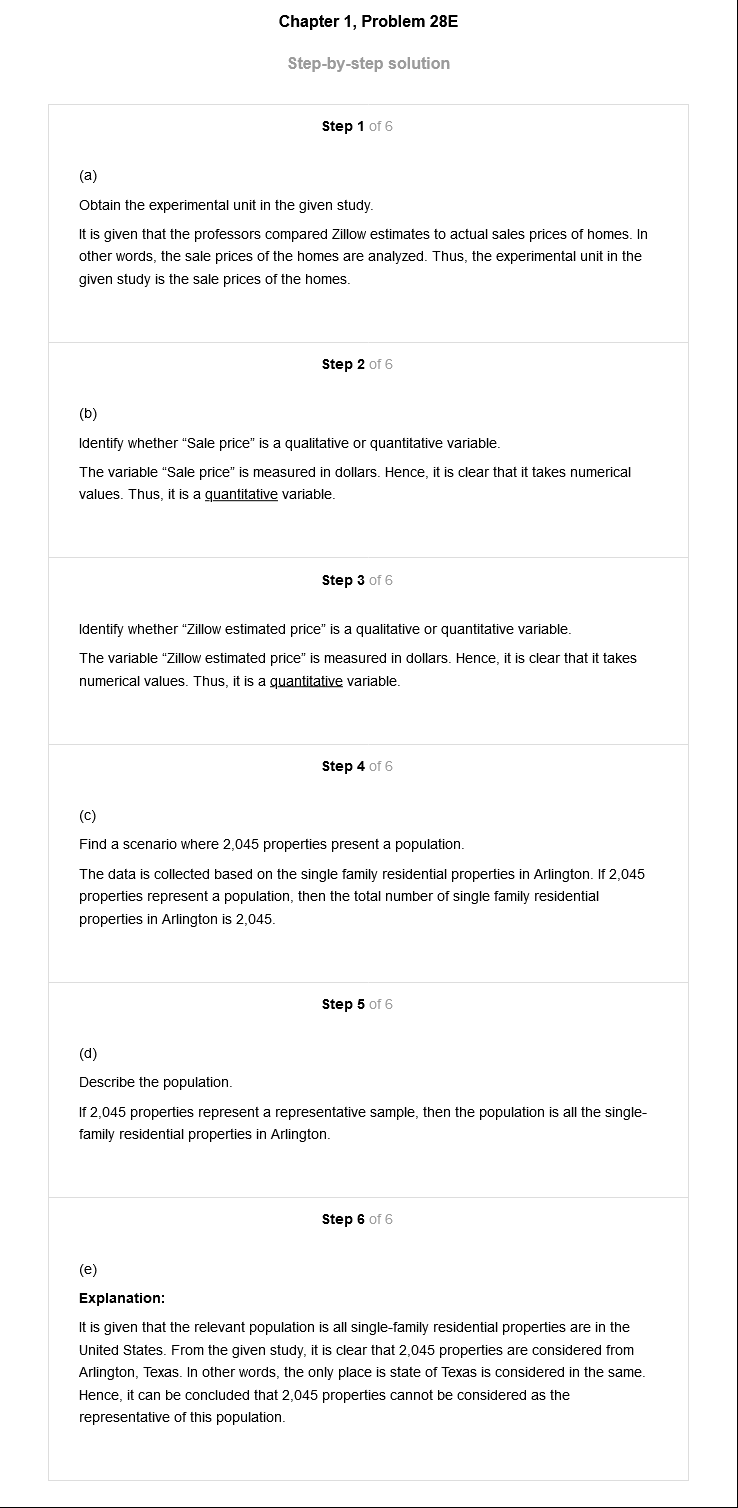 Chapter 1, Problem 28E
Step-by-step solution
Step 1 of 6
(a)
Obtain the experimental unit in the given study.
It is given that the professors compared Zillow estimates to actual sales prices of homes. In
other words, the sale prices of the homes are analyzed. Thus, the experimental unit in the
given study is the sale prices of the homes.
Step 2 of 6
(b)
Identify whether “Sale price” is a qualitative or quantitative variable.
The variable “Sale price” is measured in dollars. Hence, it is clear that it takes numerical
values. Thus, it is a quantitative variable.
Step 3 of 6
Identify whether “Zillow estimated price” is a qualitative or quantitative variable.
The variable “Zillow estimated price” is measured in dollars. Hence, it is clear that it takes
numerical values. Thus, it is a quantitative variable.
Step 4 of 6
(c)
Find a scenario where 2,045 properties present a population.
The data is collected based on the single family residential properties in Arlington. If 2,045
properties represent a population, then the total number of single family residential
properties in Arlington is 2,045.
Step 5 of 6
(d)
Describe the population.
If 2,045 properties represent a representative sample, then the population is all the single-
family residential properties in Arlington.
Step 6 of 6
(e)
Explanation:
It is given that the relevant population is all single-family residential properties are in the
United States. From the given study, it is clear that 2,045 properties are considered from
Arlington, Texas. In other words, the only place is state of Texas is considered in the same.
Hence, it can be concluded that 2,045 properties cannot be considered as the
representative of this population.